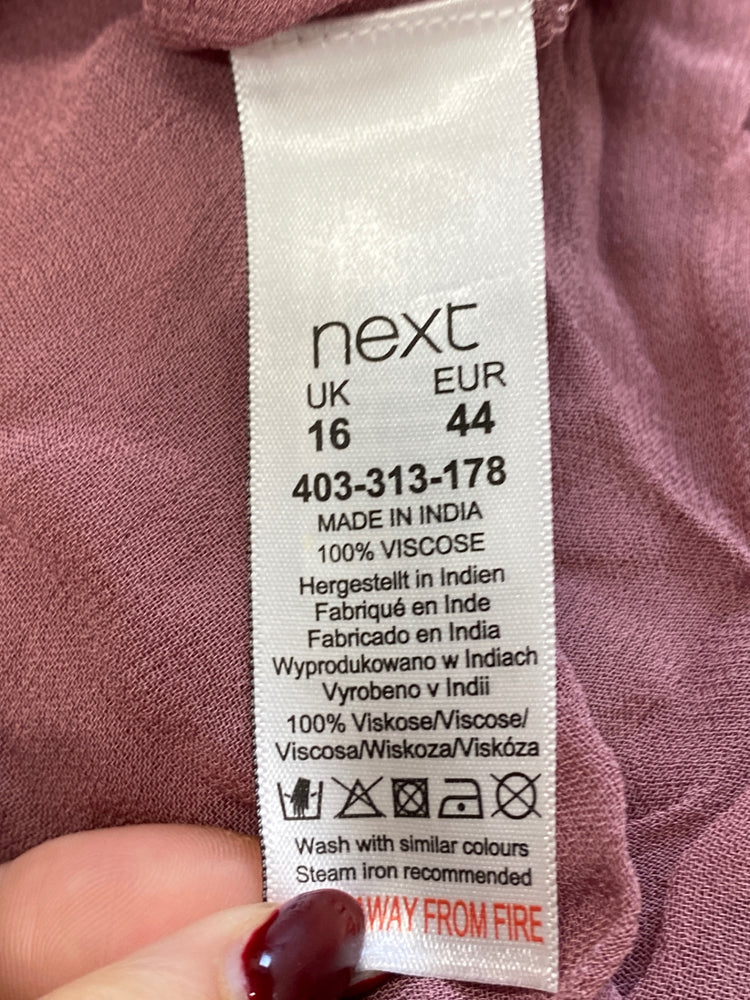 next
UK EUR
16 44
403-313-178
MADE IN INDIA
100% VISCOSE
Hergestellt in Indien
Fabriqué en Inde
Fabricado en India
Wyprodukowano w Indiach
Vyrobeno v Indii
100% Viskose/Viscose/
Viscosa/Wiskoza/Viskóza
Wash with similar colours
Steam iron recommended
AWAY FROM FIRE